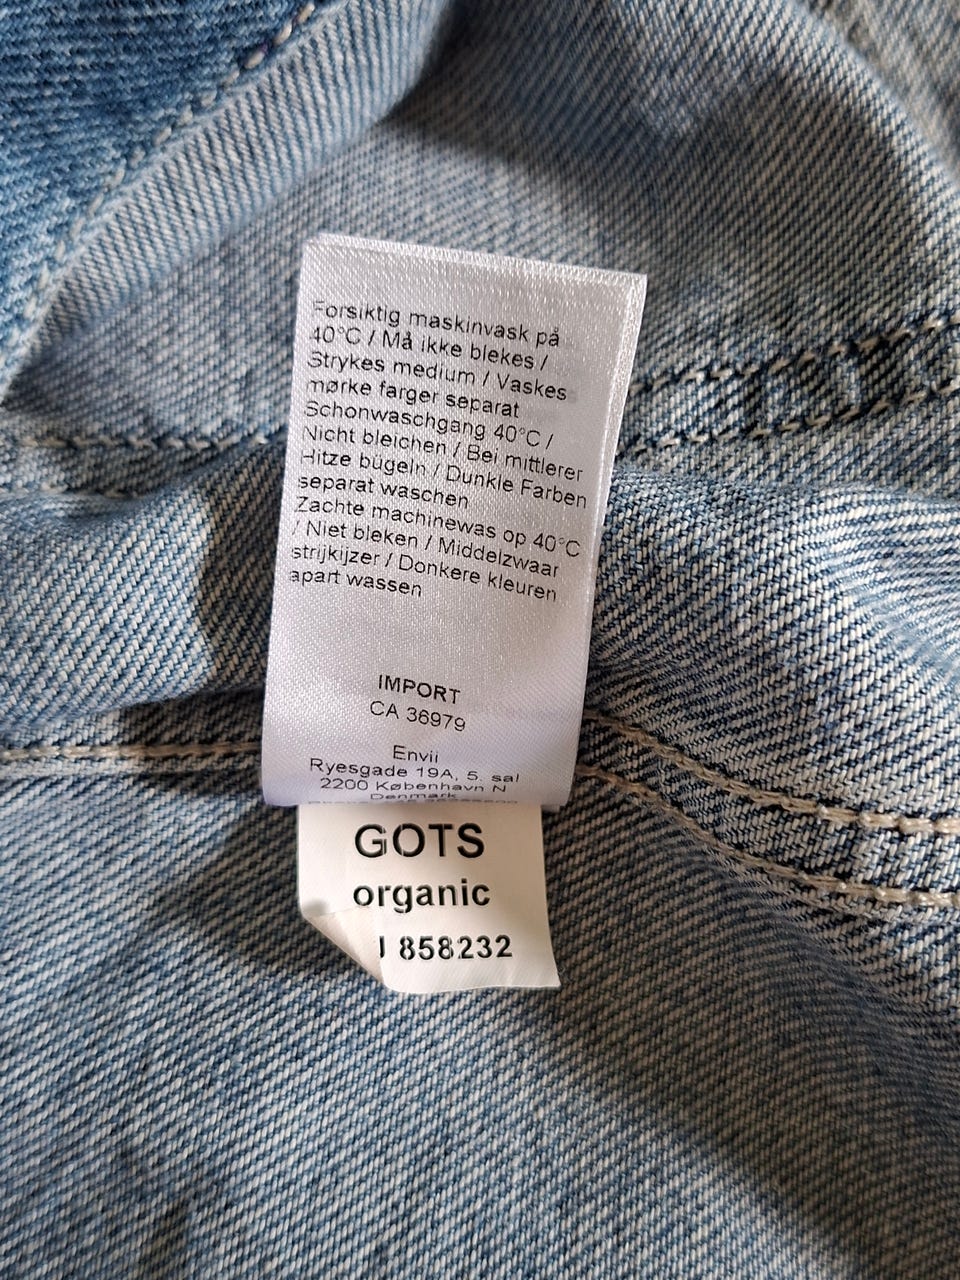 Forsiktig maskinvask på
40°C / Må ikke blekes /
Strykes medium / Vaskes
mørke farger separat
Schonwaschgang 40°C /
Nicht bleichen / Bei mittlerer
Hitze bügeln / Dunkle Farben
separat waschen
Zachte machinewas op 40°C
/ Niet bleken / Middelzwaar
strijkijzer / Donkere kleuren
apart wassen
IMPORT
CA 36979
Envii
Ryesgade 19A, 5. sal
2200 København N
Denmark
GOTS
organic
858232